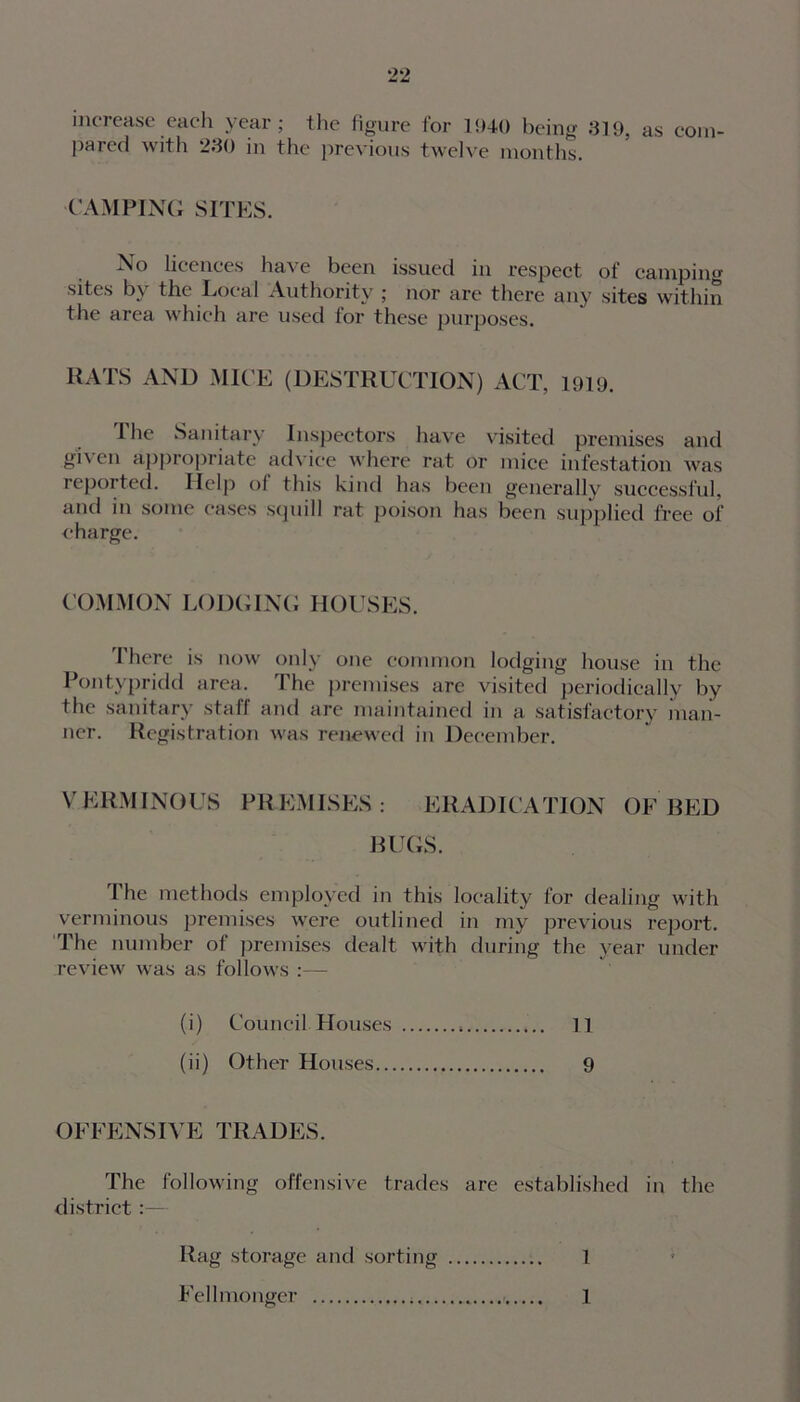 22
increase each year ; the figure for 1940 being 319, as com-
pared with 230 in the previous twelve months.
CAMPING SITES.
No licences have been issued in respect of camping
sites by the Local Authority ; nor are there any sites within
the area which are used for these purposes.
RATS AND MICE (DESTRUCTION) ACT, 1919.
The Sanitary Inspectors have visited premises and
given appropriate advice where rat or mice infestation was
reported. Help of this kind has been generally successful,
and in some cases squill rat poison has been supplied free of
charge.
COMMON LODGING HOUSES.
There is now only one common lodging house in the
Pontypridd area. The premises are visited periodically by
the sanitary staff and are maintained in a satisfactory man-
ner. Registration was renewed in December.
VERMINOUS PREMISES : ERADICATION OF BED
BUGS.
The methods employed in this locality for dealing with
verminous premises were outlined in my previous report.
The number of premises dealt with during the year under
review was as follows :—
(i) Council Houses .................... 11
(ii) Other Houses........................ 9
OFFENSIVE TRADES.
The following offensive trades are established in the
district :—
Rag storage and sorting ............. 1
Fellmonger ................................. 1